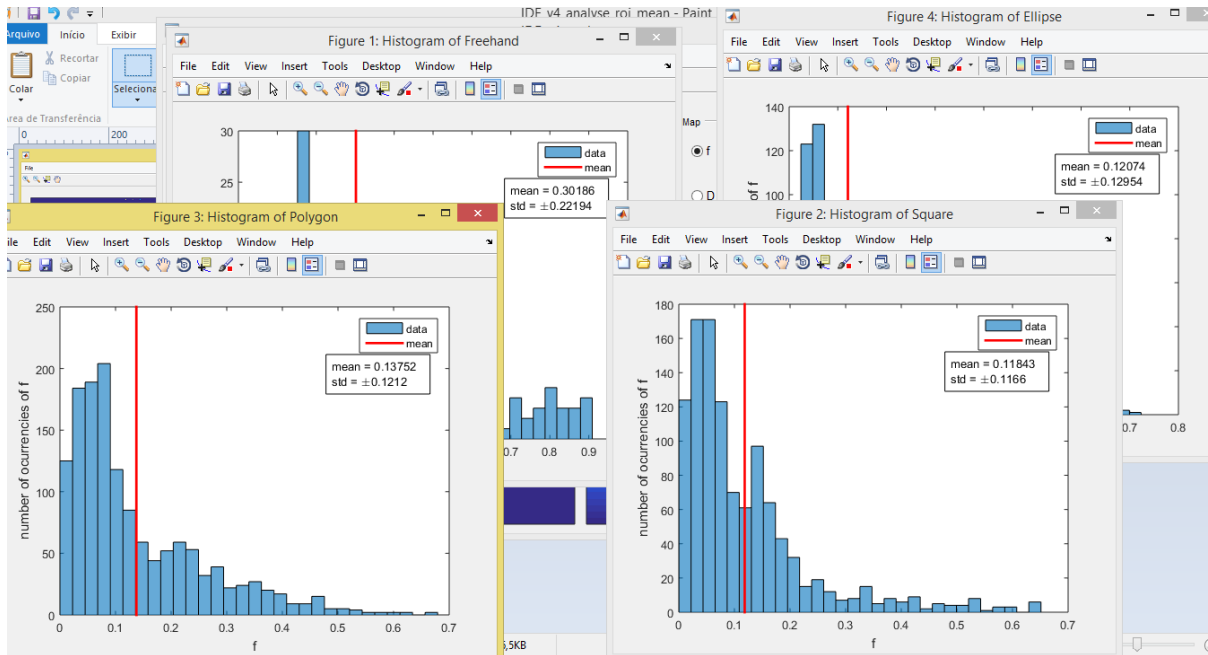 IDF_v4_analyse_roi_mean - Paint
Arquivo Início Exibir
Recortar
Copiar
Colar
Seleciona
Área de Transferência
0 200
File
Figure 1: Histogram of Freehand
File Edit View Insert Tools Desktop Window Help
30
25
data
mean
mean = 0.30186
std = ±0.22194
0.7 0.8 0.9
Map
f
D
Figure 4: Histogram of Ellipse
File Edit View Insert Tools Desktop Window Help
140
120
100
of f
data
mean
mean = 0.12074
std = ±0.12954
0.7 0.8
Figure 3: Histogram of Polygon
File Edit View Insert Tools Desktop Window Help
250
200
150
100
50
0
number of ocurrencies of f
data
mean
mean = 0.13752
std = ±0.1212
0 0.1 0.2 0.3 0.4 0.5 0.6 0.7
f
Figure 2: Histogram of Square
File Edit View Insert Tools Desktop Window Help
180
160
140
120
100
80
60
40
20
0
number of ocurrencies of f
data
mean
mean = 0.11843
std = ±0.1166
0 0.1 0.2 0.3 0.4 0.5 0.6 0.7
f
5KB